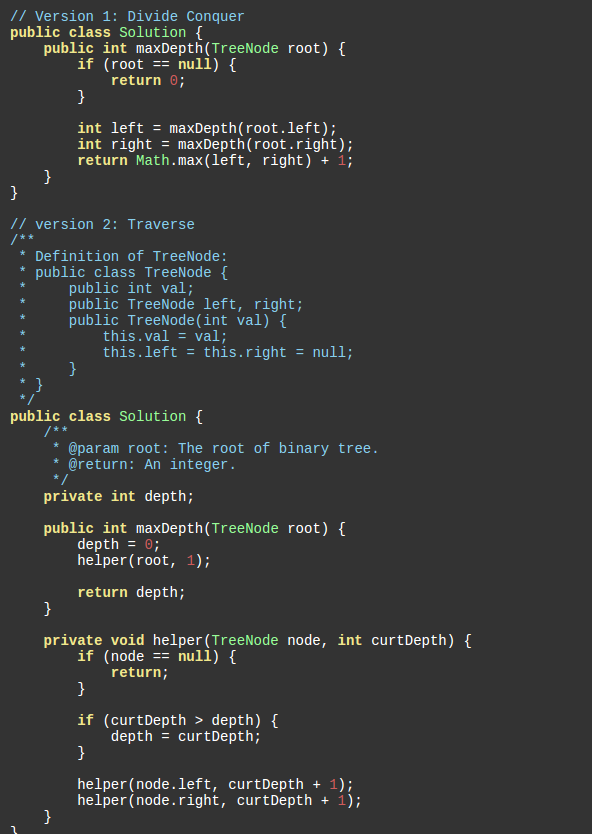 // Version 1: Divide Conquer
public class Solution {
    public int maxDepth(TreeNode root) {
        if (root == null) {
            return 0;
        }

        int left = maxDepth(root.left);
        int right = maxDepth(root.right);
        return Math.max(left, right) + 1;
    }
}

// version 2: Traverse
/**
 * Definition of TreeNode:
 * public class TreeNode {
 *     public int val;
 *     public TreeNode left, right;
 *     public TreeNode(int val) {
 *         this.val = val;
 *         this.left = this.right = null;
 *     }
 * }
 */
public class Solution {
    /**
     * @param root: The root of binary tree.
     * @return: An integer.
     */
    private int depth;

    public int maxDepth(TreeNode root) {
        depth = 0;
        helper(root, 1);

        return depth;
    }

    private void helper(TreeNode node, int curtDepth) {
        if (node == null) {
            return;
        }

        if (curtDepth > depth) {
            depth = curtDepth;
        }

        helper(node.left, curtDepth + 1);
        helper(node.right, curtDepth + 1);
    }
}